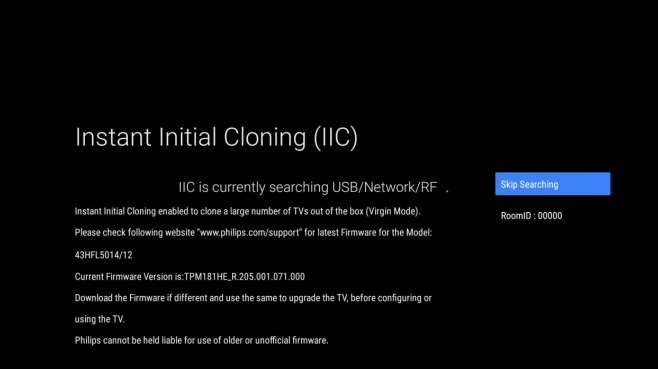 Instant Initial Cloning (IIC)
IIC is currently searching USB/Network/RF .
Skip Searching
Instant Initial Cloning enabled to clone a large number of TVs out of the box (Virgin Mode).
RoomID : 00000
Please check following website "www.philips.com/support" for latest Firmware for the Model:
43HFL5014/12
Current Firmware Version is:TPM181HE_R.205.001.071.000
Download the Firmware if different and use the same to upgrade the TV, before configuring or
using the TV.
Philips cannot be held liable for use of older or unofficial firmware.